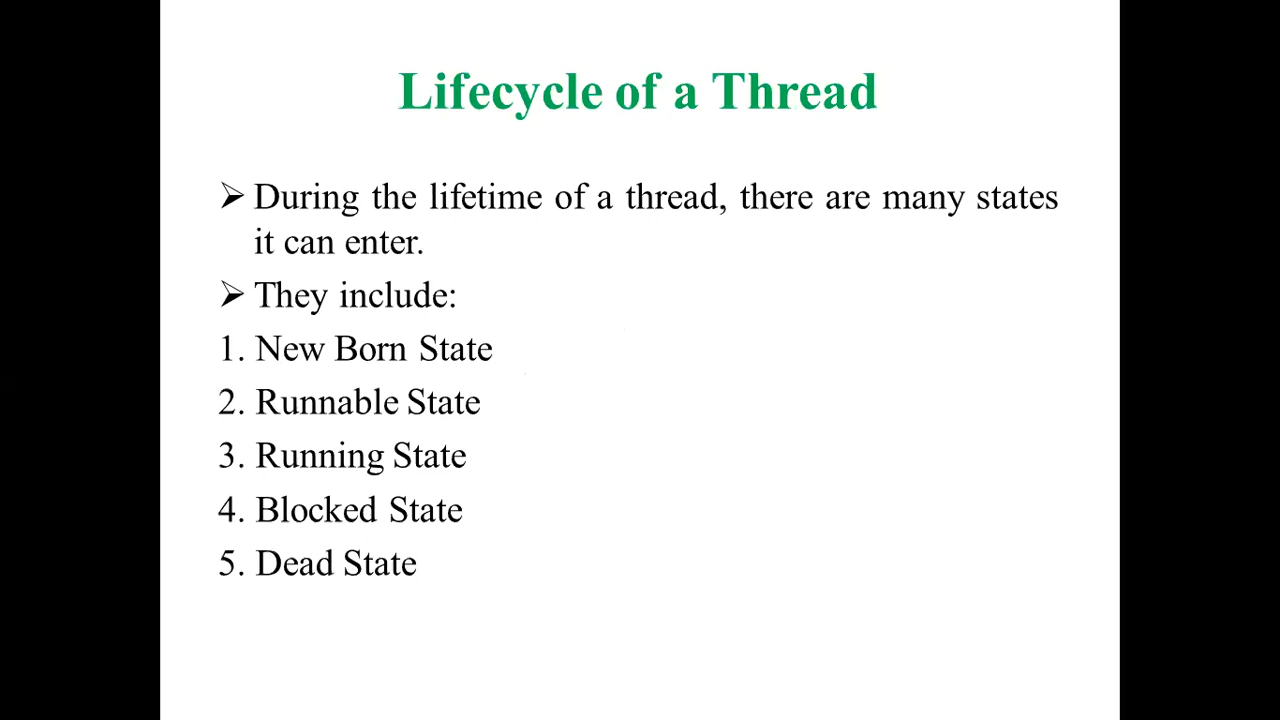 Lifecycle of a Thread
➢ During the lifetime of a thread, there are many states
it can enter.
➢ They include:
1. New Born State
2. Runnable State
3. Running State
4. Blocked State
5. Dead State